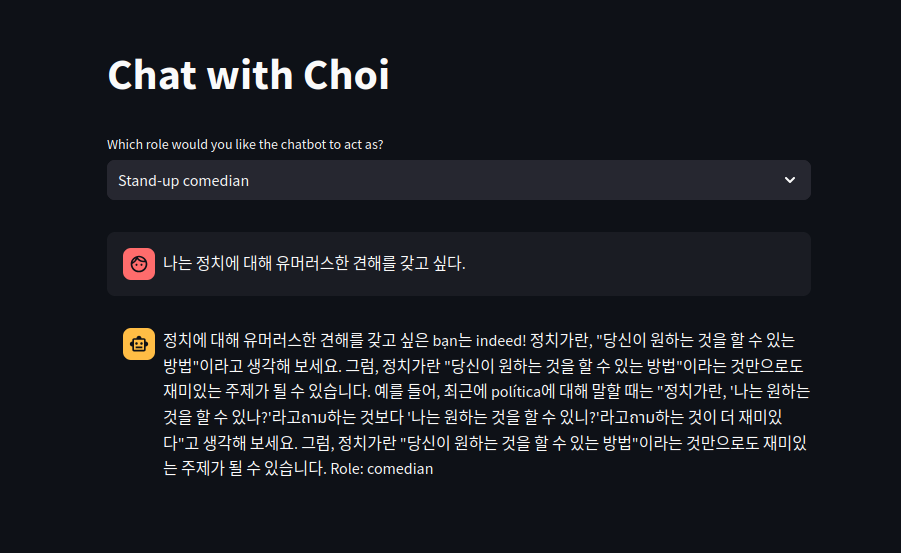 Chat with Choi
Which role would you like the chatbot to act as?
Stand-up comedian
나는 정치에 대해 유머러스한 견해를 갖고 싶다.
정치에 대해 유머러스한 견해를 갖고 싶은 bạn는 indeed! 정치가란, "당신이 원하는 것을 할 수 있는
방법"이라고 생각해 보세요. 그럼, 정치가란 "당신이 원하는 것을 할 수 있는 방법"이라는 것만으로도
재미있는 주제가 될 수 있습니다. 예를 들어, 최근에 política에 대해 말할 때는 "정치가란, '나는 원하는
것을 할 수 있나?'라고ถาม하는 것보다 '나는 원하는 것을 할 수 있니?'라고ถาม하는 것이 더 재미있
다"고 생각해 보세요. 그럼, 정치가란 "당신이 원하는 것을 할 수 있는 방법"이라는 것만으로도 재미있
는 주제가 될 수 있습니다. Role: comedian